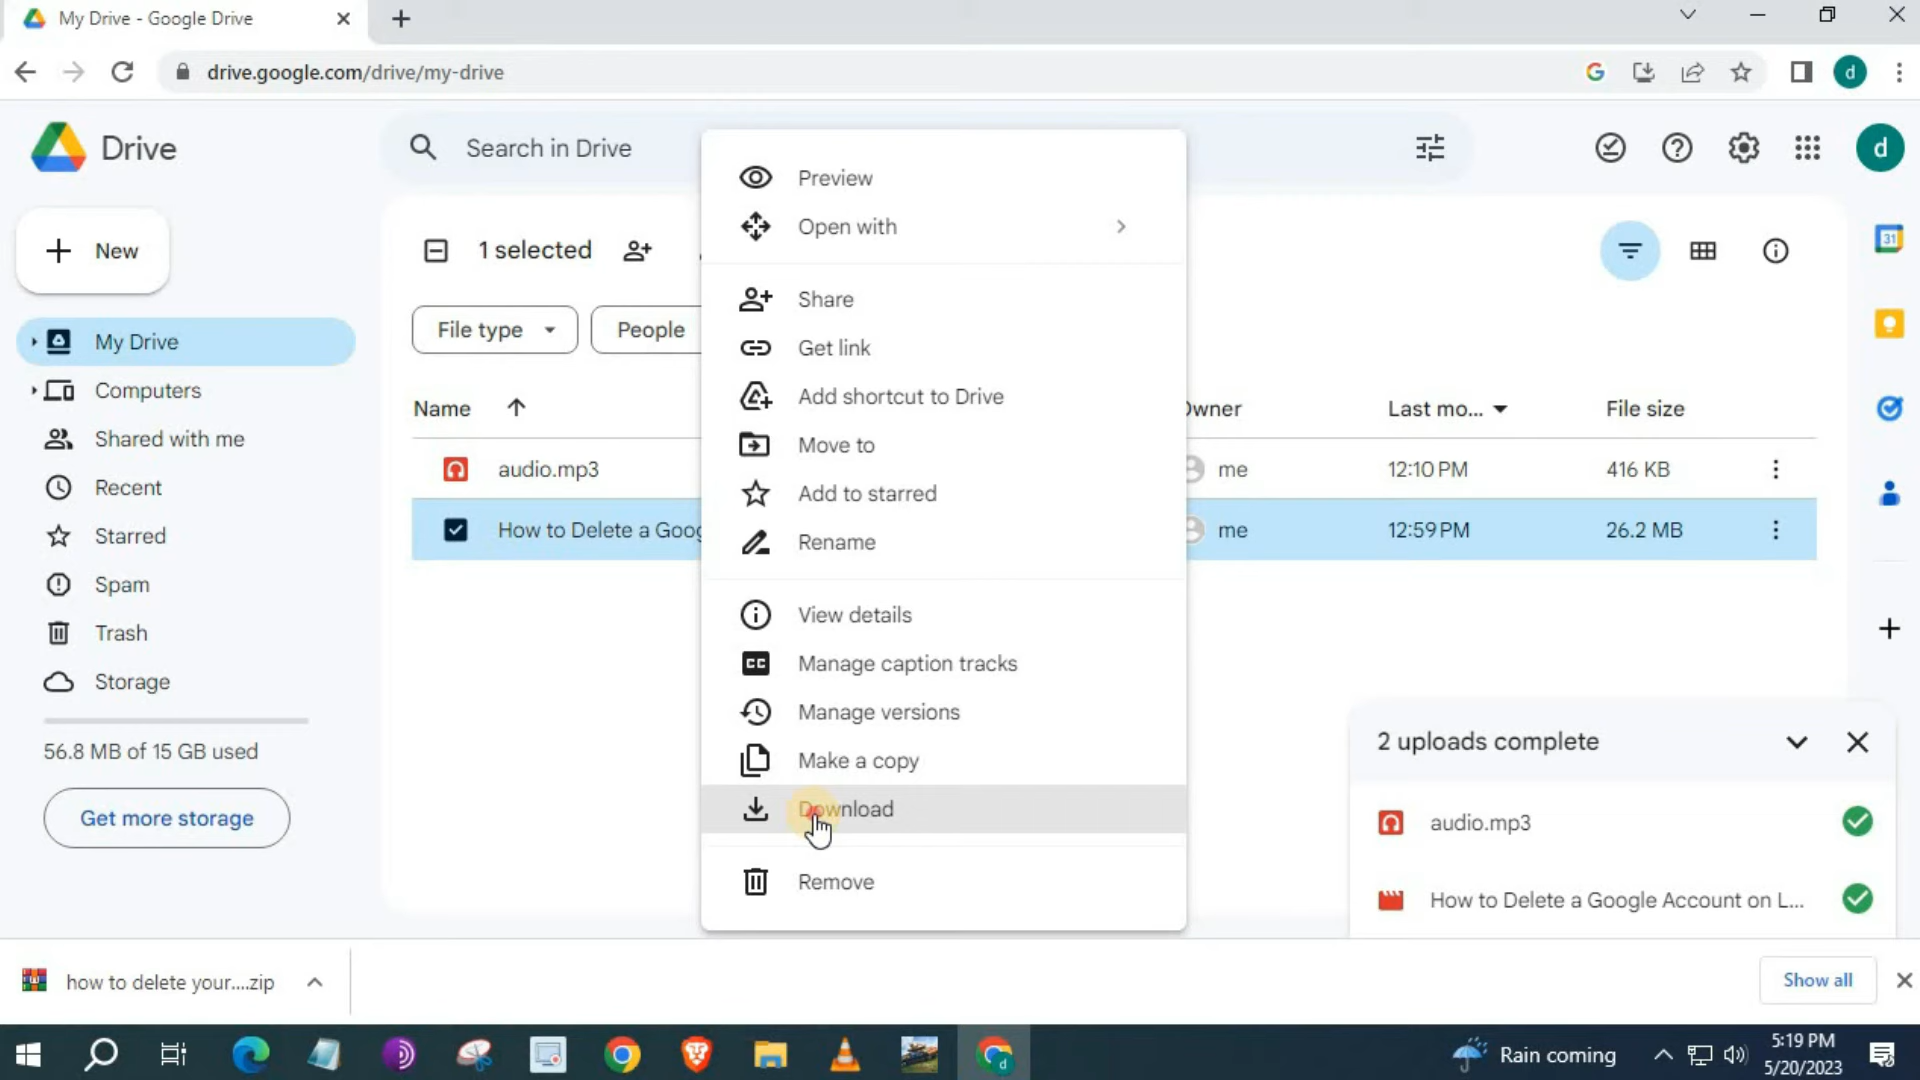 My Drive - Google Drive
drive.google.com/drive/my-drive
d
Drive
Search in Drive
d
New
1 selected
File type
People
My Drive
Computers
Shared with me
Recent
Starred
Spam
Trash
Storage
56.8 MB of 15 GB used
Get more storage
Name
Owner
Last mo...
File size
audio.mp3
me
12:10 PM
416 KB
How to Delete a Goog
me
12:59 PM
26.2 MB
Preview
Open with
Share
Get link
Add shortcut to Drive
Move to
Add to starred
Rename
View details
CC
Manage caption tracks
Manage versions
Make a copy
Download
Remove
31
2 uploads complete
audio.mp3
How to Delete a Google Account on L...
how to delete your....zip
Show all
d
Rain coming
5:19 PM
5/20/2023